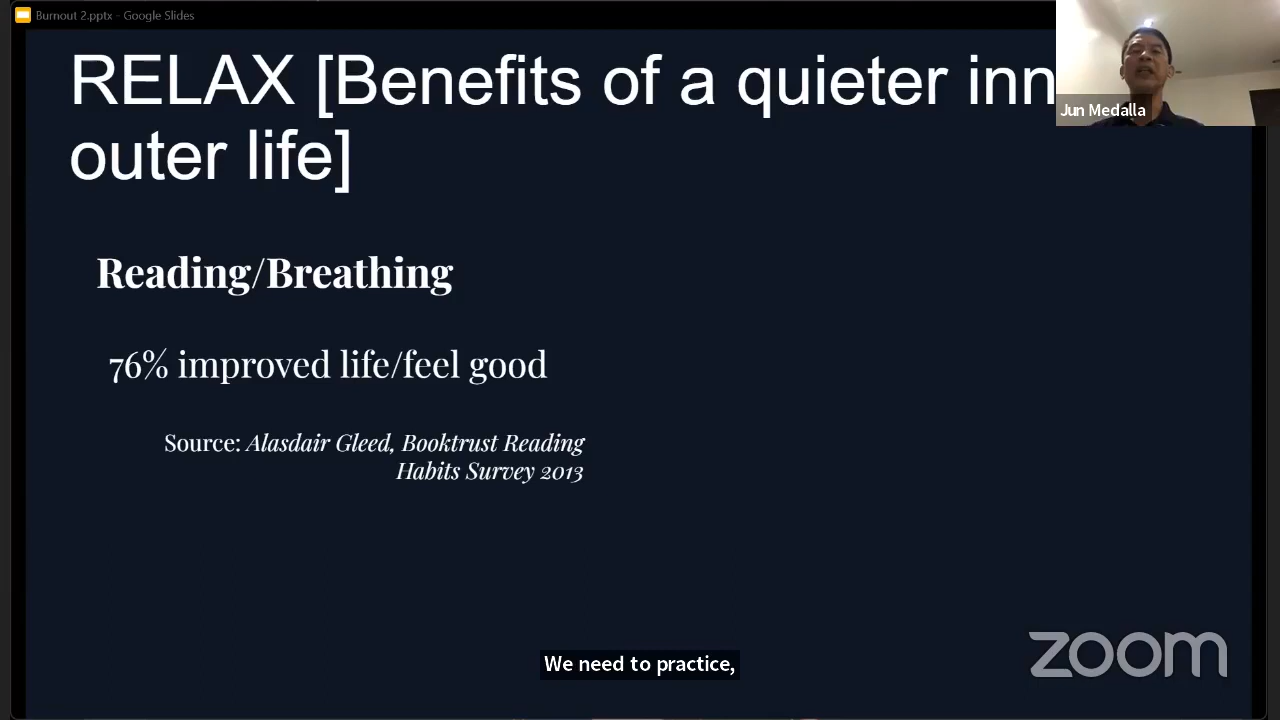 Burnout 2.pptx - Google Slides
RELAX [Benefits of a quieter inn
outer life]
Jun Medalla
Reading/Breathing
76% improved life/feel good
Source: Alasdair Gleed, Booktrust Reading
Habits Survey 2013
We need to practice,
zoom